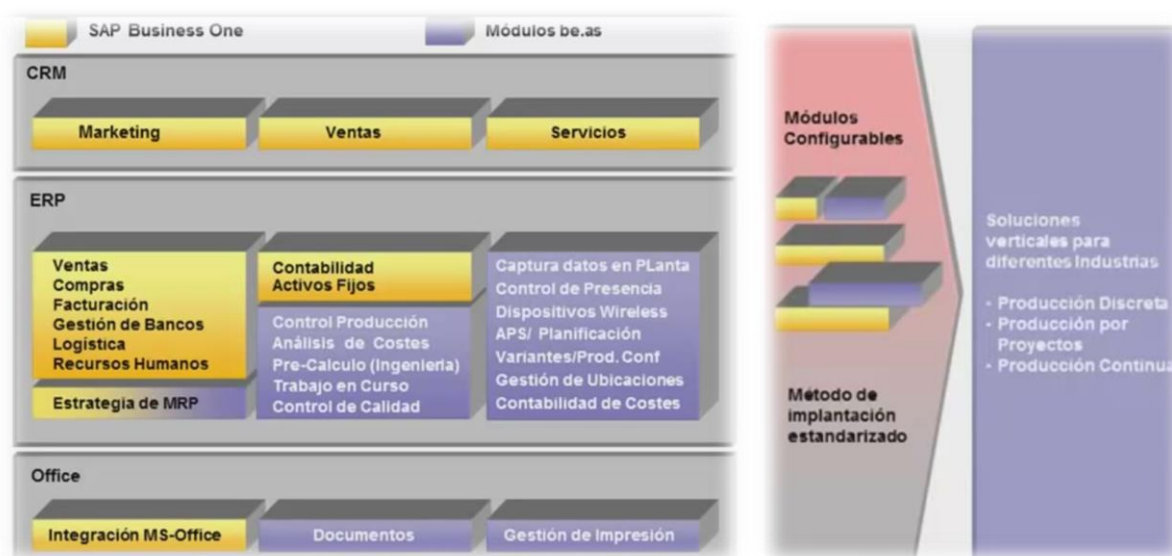 SAP Business One
Módulos be.as
CRM
Marketing
Ventas
Servicios
ERP
Ventas
Compras
Facturación
Gestión de Bancos
Logística
Recursos Humanos
Estrategia de MRP
Contabilidad
Activos Fijos
Control Producción
Análisis de Costes
Pre-Calculo (Ingeniería)
Trabajo en Curso
Control de Calidad
Captura datos en PLanta
Control de Presencia
Dispositivos Wireless
APS/ Planificación
Variantes/Prod. Conf
Gestión de Ubicaciones
Contabilidad de Costes
Office
Integración MS-Office
Documentos
Gestión de Impresión
Módulos
Configurables
Método de
implantación
estandarizado
Soluciones
verticales para
diferentes Industrias
- Producción Discreta
- Producción por
Proyectos
- Producción Continua